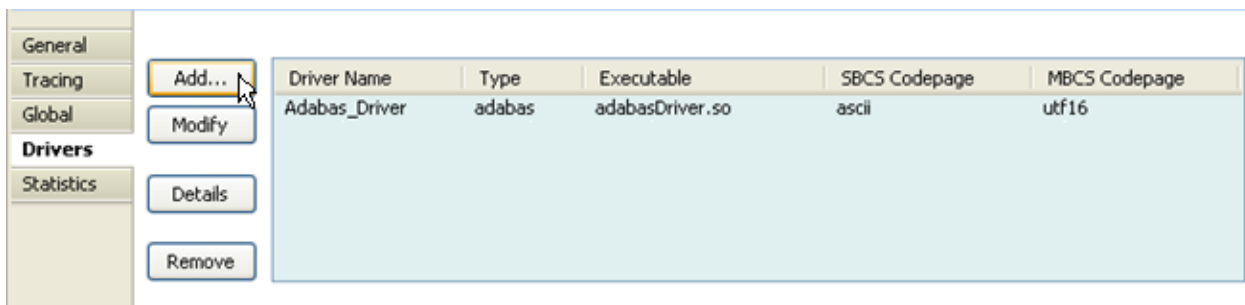 General
Tracing
Global
Drivers
Statistics
Add...
Modify
Details
Remove
Driver Name Type Executable SBCS Codepage MBCS Codepage
Adabas_Driver adabas adabasDriver.so ascii utf16